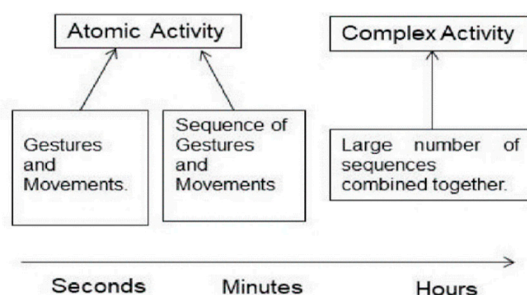 Atomic Activity
Complex Activity
Gestures
and
Movements.
Sequence of
Gestures
and
Movements
Large number of
sequences
combined together.
Seconds
Minutes
Hours